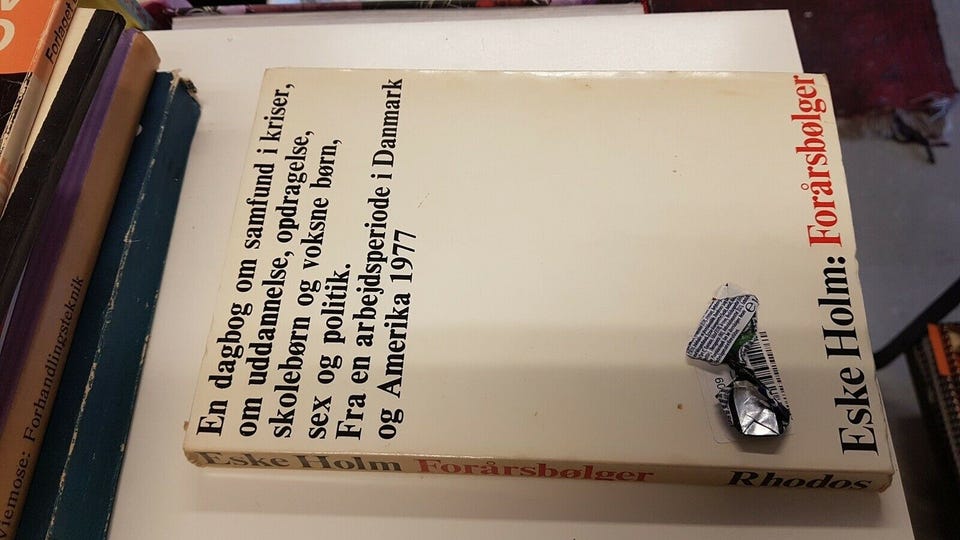 En dagbog om samfund i kriser,
om uddannelse, opdragelse,
skolebørn og voksne børn,
sex og politik.
Fra en arbejdsperiode i Danmark
og Amerika 1977
Eske Holm: Forårsbølger
Eske Holm Forårsbølger Rhodos
Viemose: Forhandlingsteknik
Forlaget